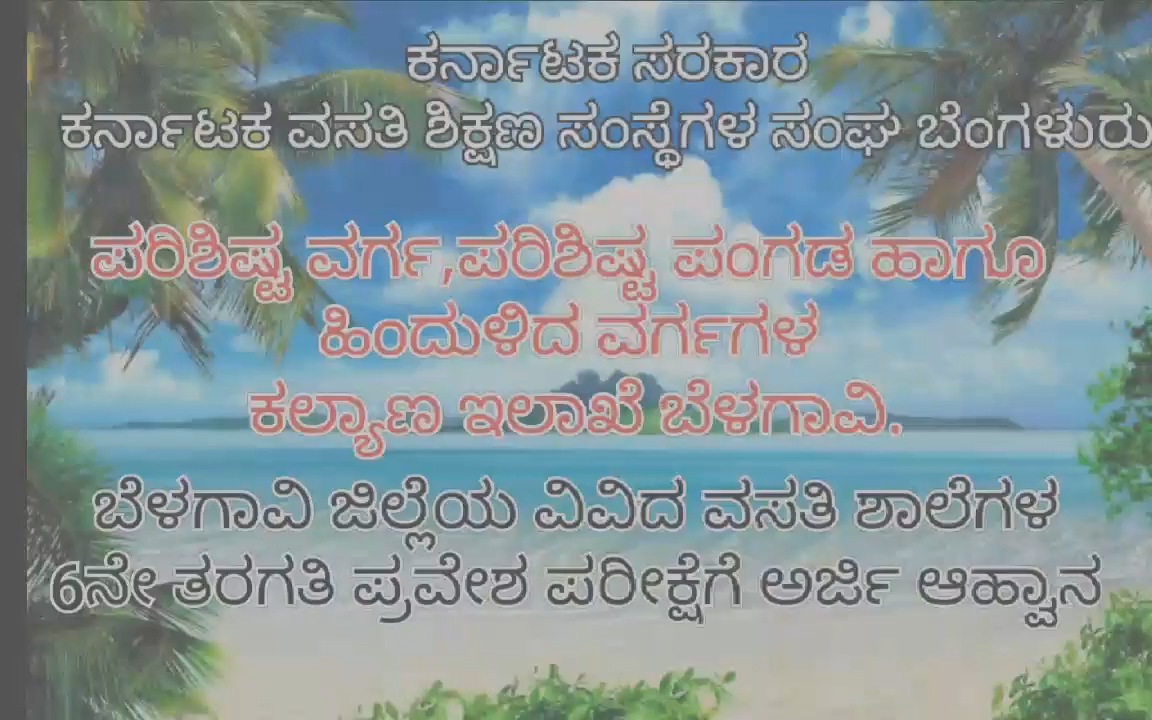 ಕರ್ನಾಟಕ ಸರಕಾರ
ಕರ್ನಾಟಕ ವಸತಿ ಶಿಕ್ಷಣ ಸಂಸ್ಥೆಗಳ ಸಂಘ ಬೆಂಗಳುರು
ಪರಿಶಿಷ್ಟ ವರ್ಗ,ಪರಿಶಿಷ್ಟ ಪಂಗಡ ಹಾಗೂ
ಹಿಂದುಳಿದ ವರ್ಗಗಳ
ಕಲ್ಯಾಣ ಇಲಾಖೆ ಬೆಳಗಾವಿ.
ಬೆಳಗಾವಿ ಜಿಲ್ಲೆಯ ವಿವಿದ ವಸತಿ ಶಾಲೆಗಳ
6ನೇ ತರಗತಿ ಪ್ರವೇಶ ಪರೀಕ್ಷೆಗೆ ಅರ್ಜಿ ಆಹ್ವಾನ